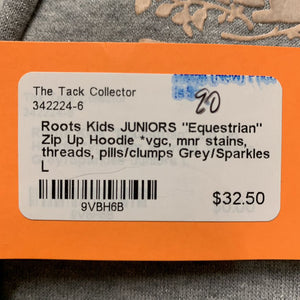 The Tack Collector
342224-6
90
Roots Kids JUNIORS "Equestrian"
Zip Up Hoodie *vgc, mnr stains,
threads, pills/clumps Grey/Sparkles
L
9VBH6B
$32.50